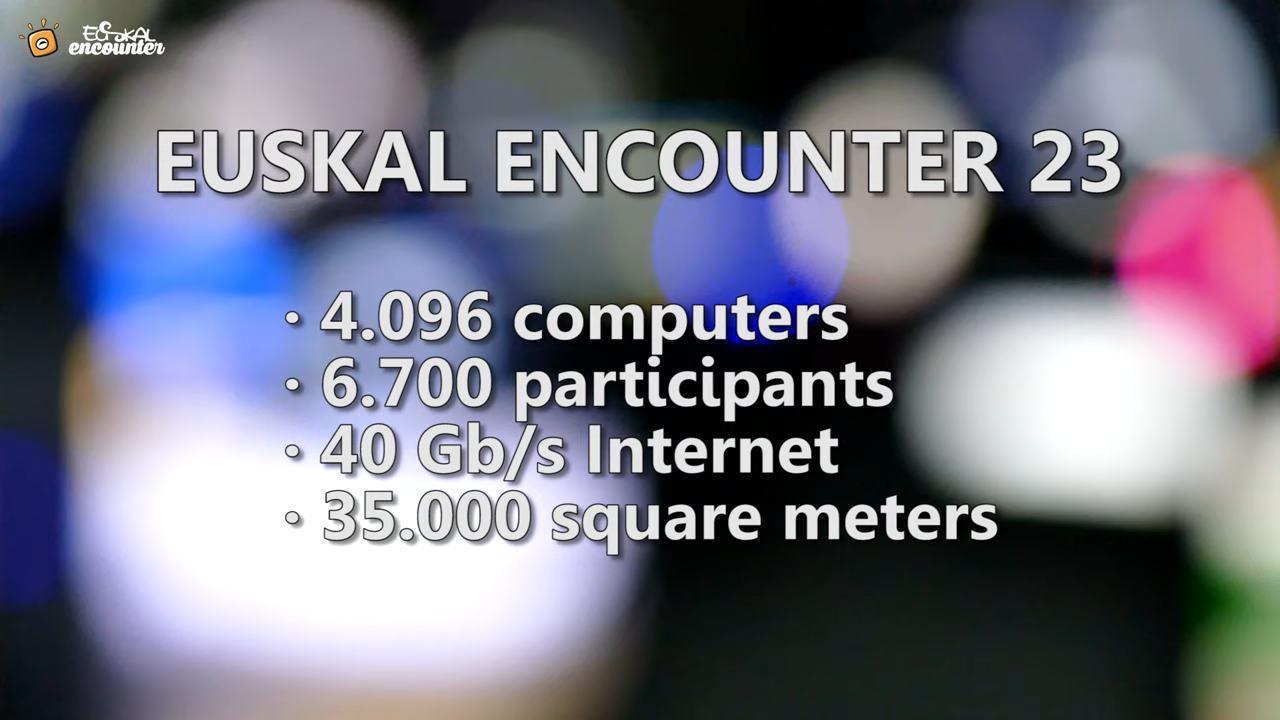 EUSKAL
encounter
EUSKAL ENCOUNTER 23
· 4.096 computers
· 6.700 participants
· 40 Gb/s Internet
· 35.000 square meters